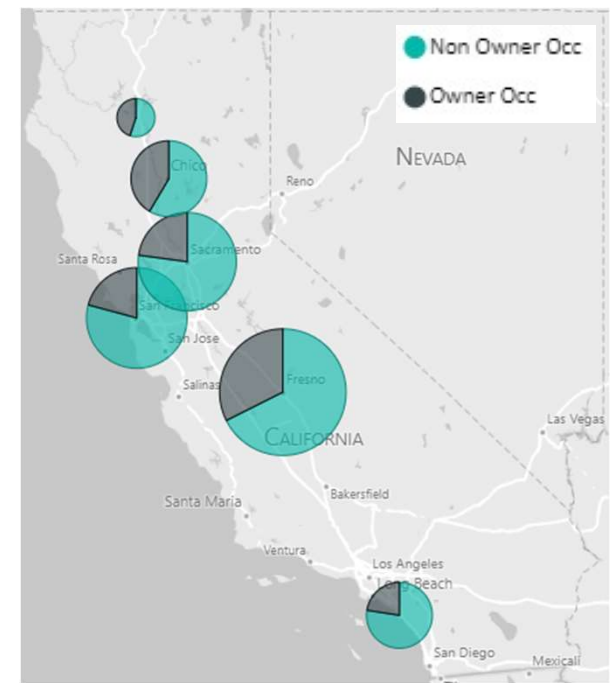 Non Owner Occ
Owner Occ
NEVADA
Chico
Reno
Sacramento
Santa Rosa
San Francisco
San Jose
Fresno
Salinas
CALIFORNIA
Las Vegas
Bakersfield
Santa Maria
Ventura
Los Angeles
Long Beach
San Diego
Mexicali